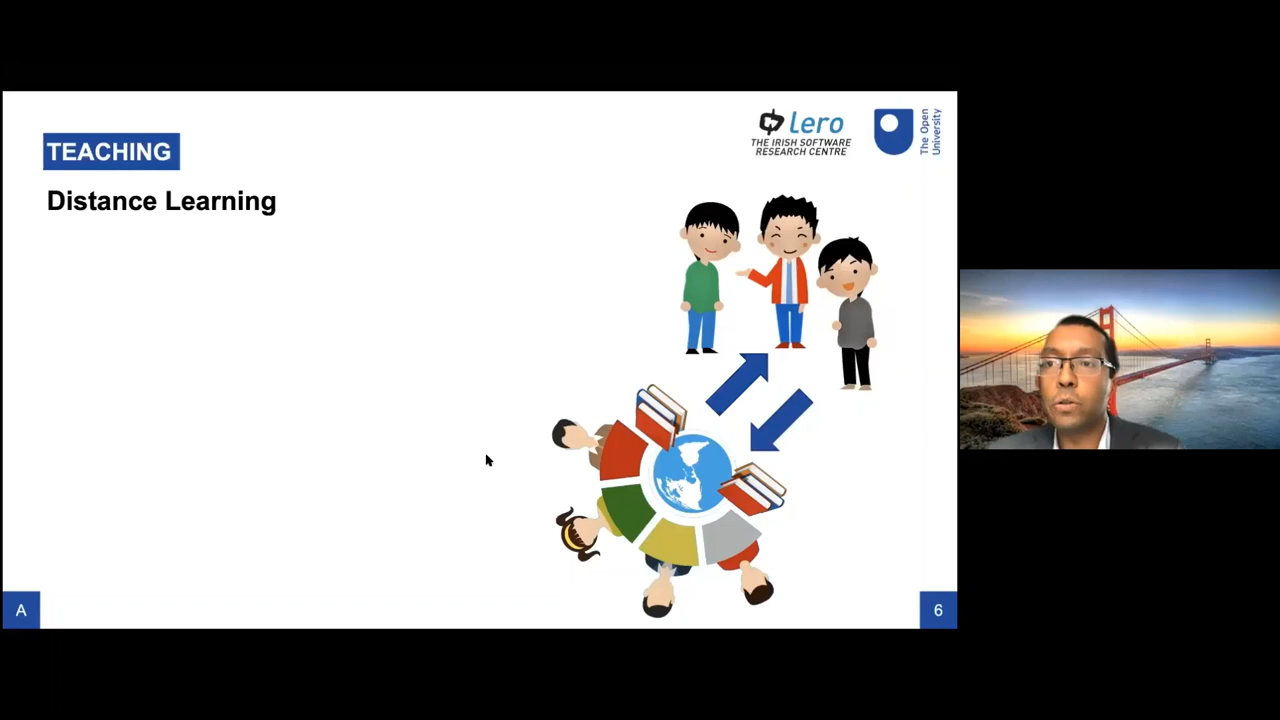 TEACHING
Distance Learning
lero
THE IRISH SOFTWARE
RESEARCH CENTRE
The Open
University
A
6